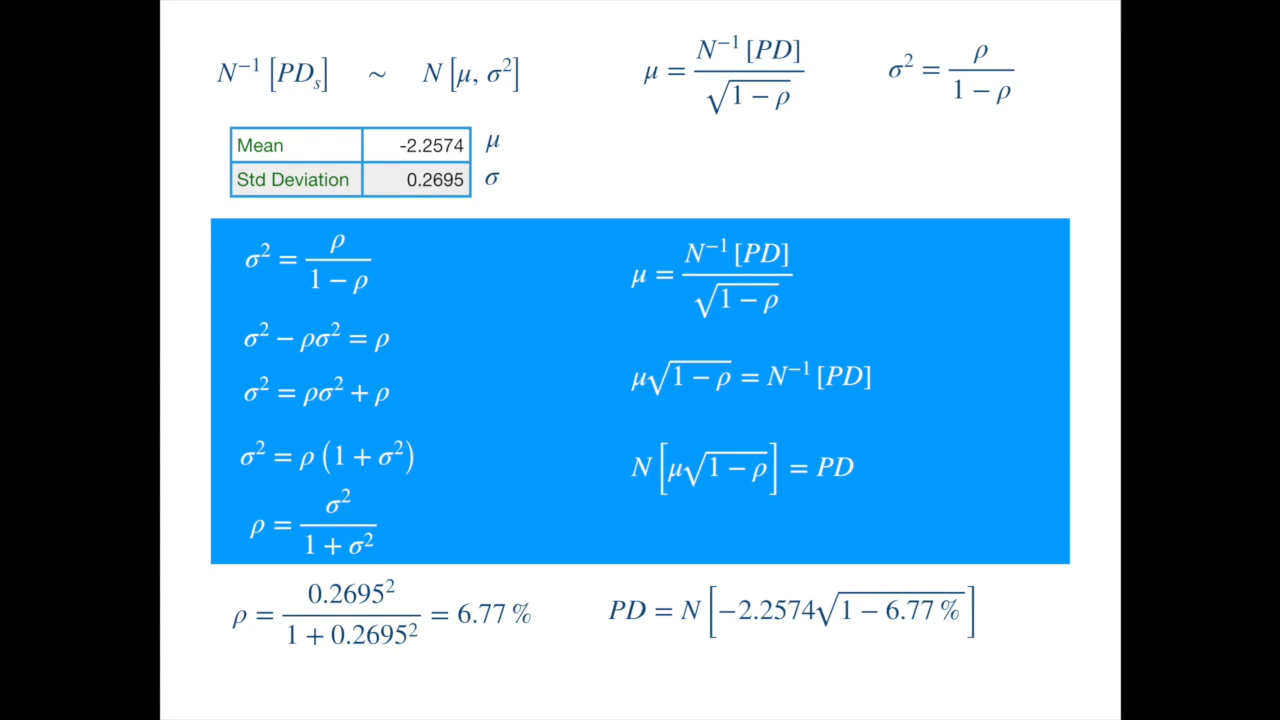 N⁻¹ [PDₛ] ~ N[μ, σ²] μ = N⁻¹ [PD] / √(1 − ρ) σ² = ρ / (1 − ρ)
Mean -2.2574 μ
Std Deviation 0.2695 σ
σ² = ρ / (1 − ρ)
σ² − ρσ² = ρ
σ² = ρσ² + ρ
σ² = ρ (1 + σ²)
ρ = σ² / (1 + σ²)
μ = N⁻¹ [PD] / √(1 − ρ)
μ√(1 − ρ) = N⁻¹ [PD]
N[μ√(1 − ρ)] = PD
ρ = 0.2695² / (1 + 0.2695²) = 6.77 %
PD = N[−2.2574√(1 − 6.77 %)]